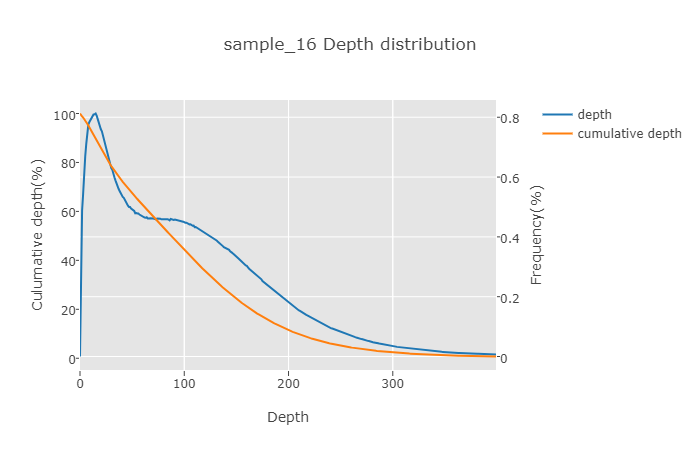 sample_16 Depth distribution
depth
cumulative depth
100
80
60
40
20
0
Culumative depth(%)
0.8
0.6
0.4
0.2
0
Frequency(%)
0
100
200
300
Depth